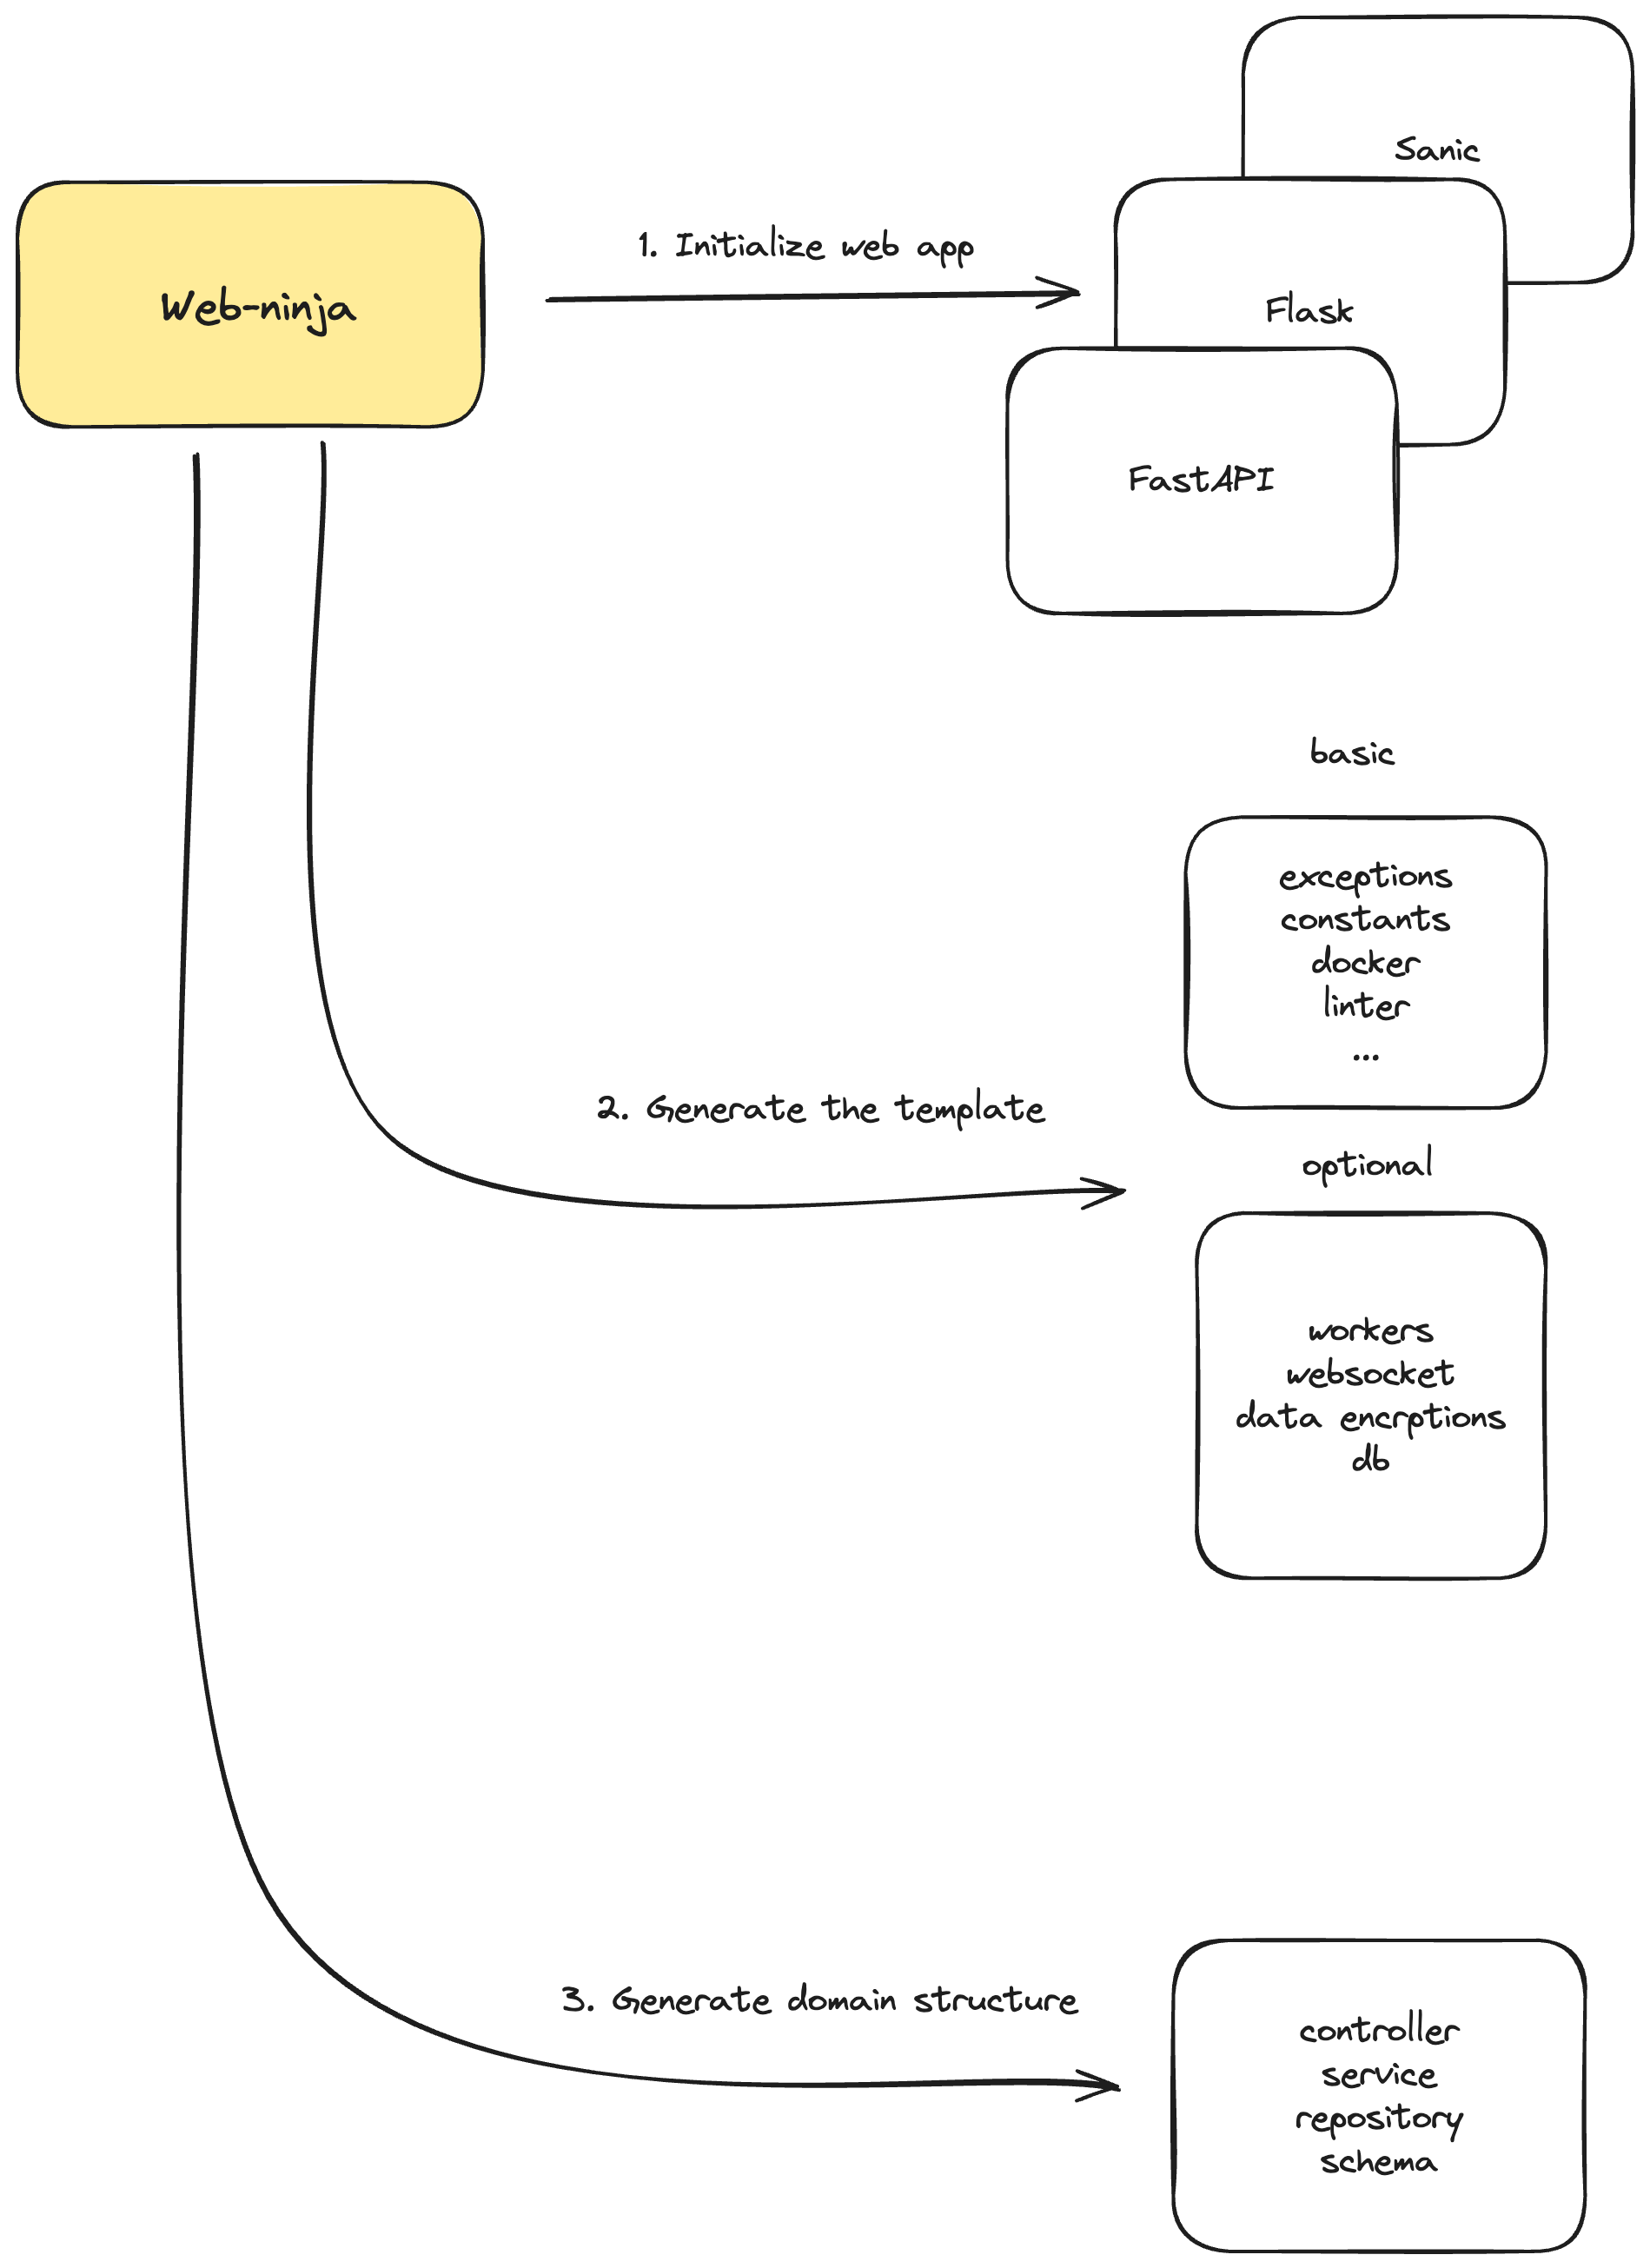 Sanic
Web-ninja
1. Initialize web app
Flask
FastAPI
basic
exceptions
constants
docker
linter
...
2. Generate the template
optional
workers
websocket
data encrptions
db
3. Generate domain structure
controller
service
repository
schema